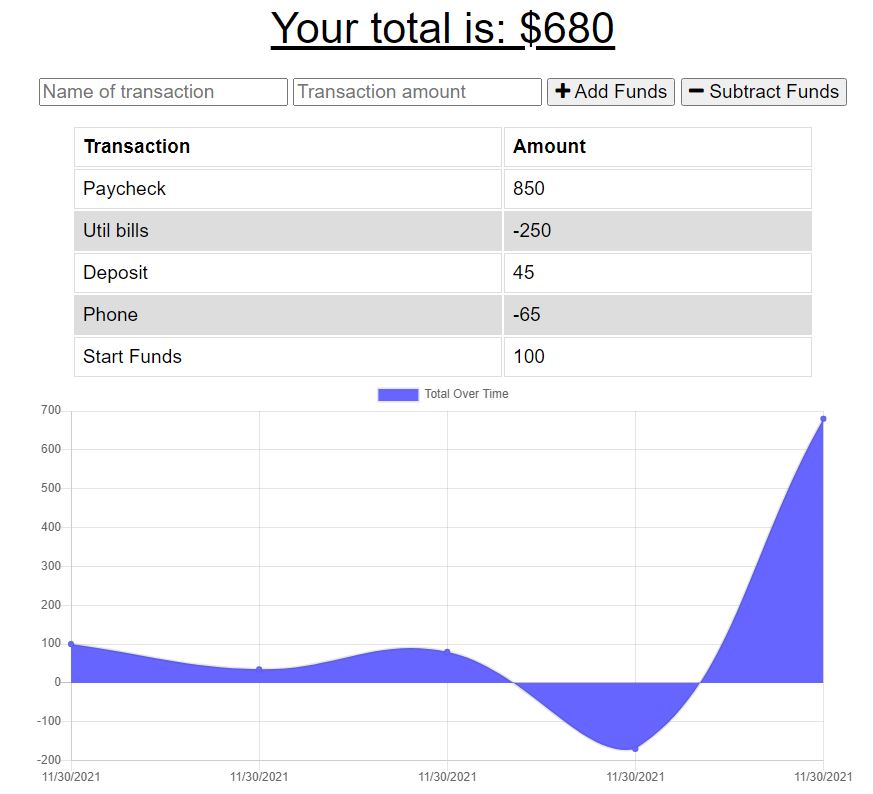 Your total is: $680
Name of transaction Transaction amount Add Funds Subtract Funds
Transaction Amount
Paycheck 850
Util bills -250
Deposit 45
Phone -65
Start Funds 100
Total Over Time
700
600
500
400
300
200
100
0
-100
-200
11/30/2021 11/30/2021 11/30/2021 11/30/2021 11/30/2021